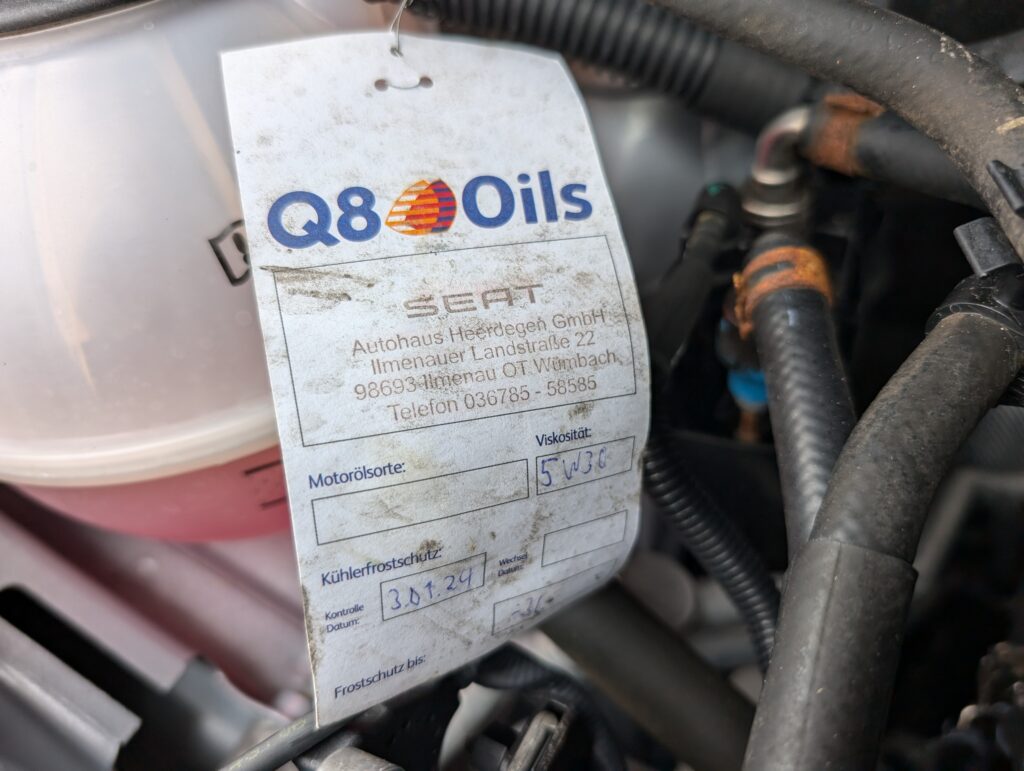 Q8 Oils
SEAT
Autohaus Heerdegen GmbH
Ilmenauer Landstraße 22
98693 Ilmenau OT Wümbach
Telefon 036785 - 58585
Motorölsorte:
Viskosität:
5W30
Kühlerfrostschutz:
Kontrolle
Datum:
3.01.24
Wechsel
Datum:
Frostschutz bis: